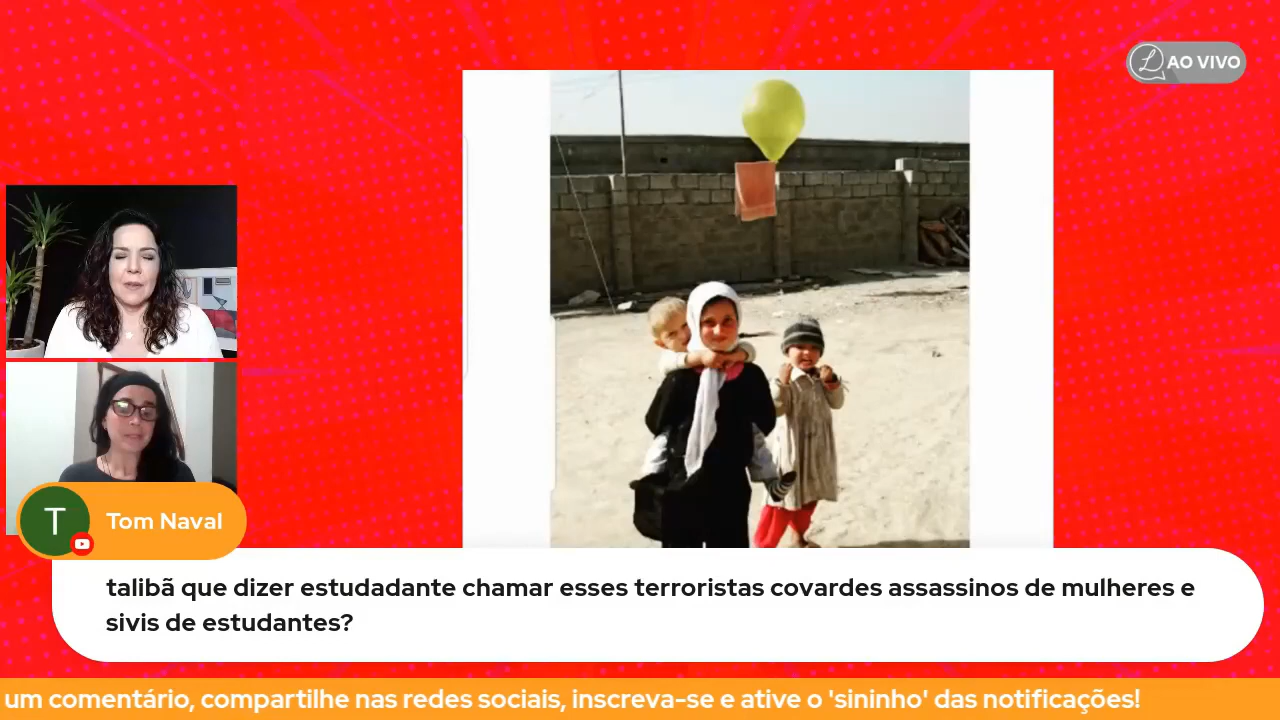 L AO VIVO
T Tom Naval
talibã que dizer estudadante chamar esses terroristas covardes assassinos de mulheres e
sivis de estudantes?
um comentário, compartilhe nas redes sociais, inscreva-se e ative o 'sininho' das notificações!